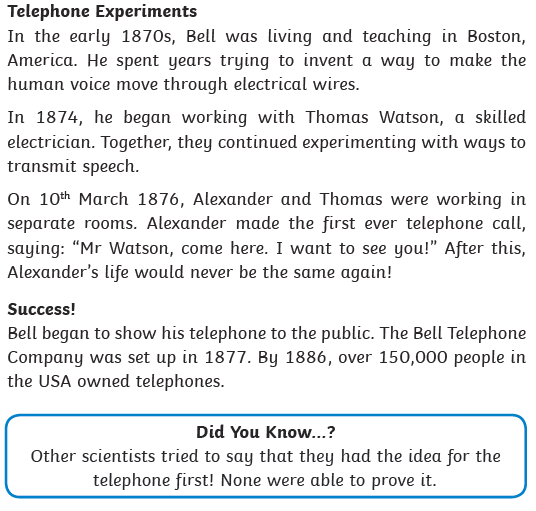 Telephone Experiments
In the early 1870s, Bell was living and teaching in Boston,
America. He spent years trying to invent a way to make the
human voice move through electrical wires.
In 1874, he began working with Thomas Watson, a skilled
electrician. Together, they continued experimenting with ways to
transmit speech.
On 10th March 1876, Alexander and Thomas were working in
separate rooms. Alexander made the first ever telephone call,
saying: “Mr Watson, come here. I want to see you!” After this,
Alexander’s life would never be the same again!
Success!
Bell began to show his telephone to the public. The Bell Telephone
Company was set up in 1877. By 1886, over 150,000 people in
the USA owned telephones.
Did You Know...?
Other scientists tried to say that they had the idea for the
telephone first! None were able to prove it.